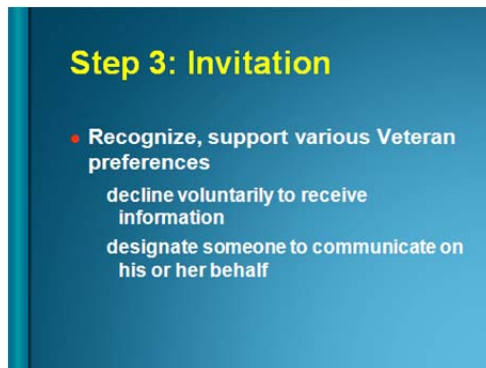 Step 3: Invitation
Recognize, support various Veteran
preferences
decline voluntarily to receive
information
designate someone to communicate on
his or her behalf